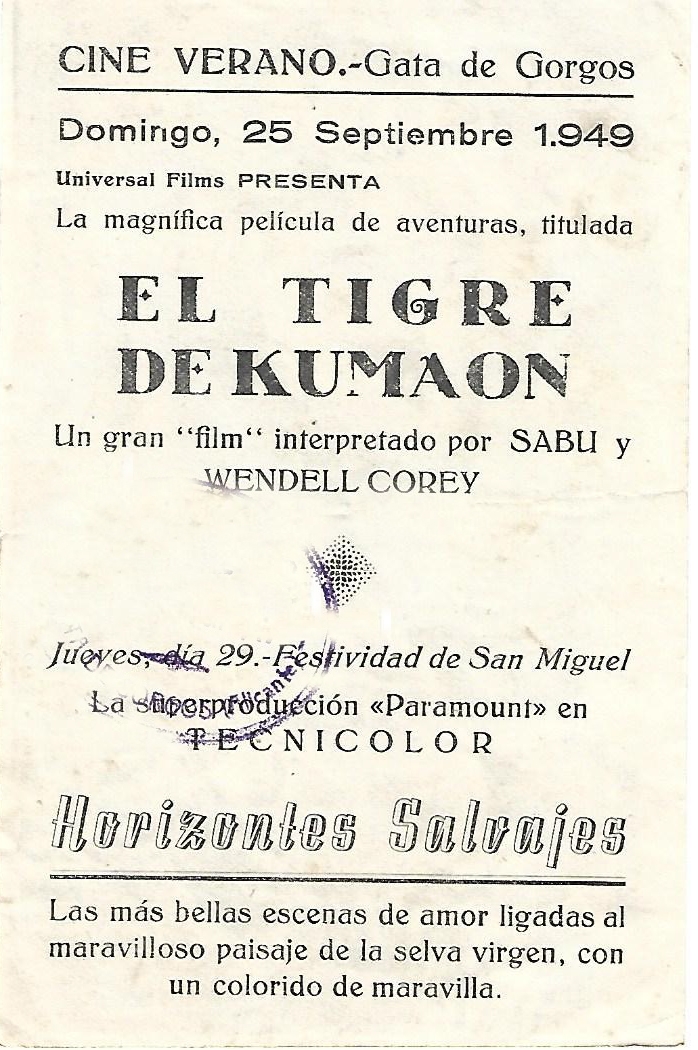 CINE VERANO.-Gata de Gorgos
Domingo, 25 Septiembre 1.949
Universal Films PRESENTA
La magnífica película de aventuras, titulada
EL TIGRE
DE KUMAON
Un gran “film“ interpretado por SABU y
WENDELL COREY
Jueves, día 29.-Festividad de San Miguel
La superproducción «Paramount» en
TECNICOLOR
(Alicante)
Horizontes Salvajes
Las más bellas escenas de amor ligadas al
maravilloso paisaje de la selva virgen, con
un colorido de maravilla.